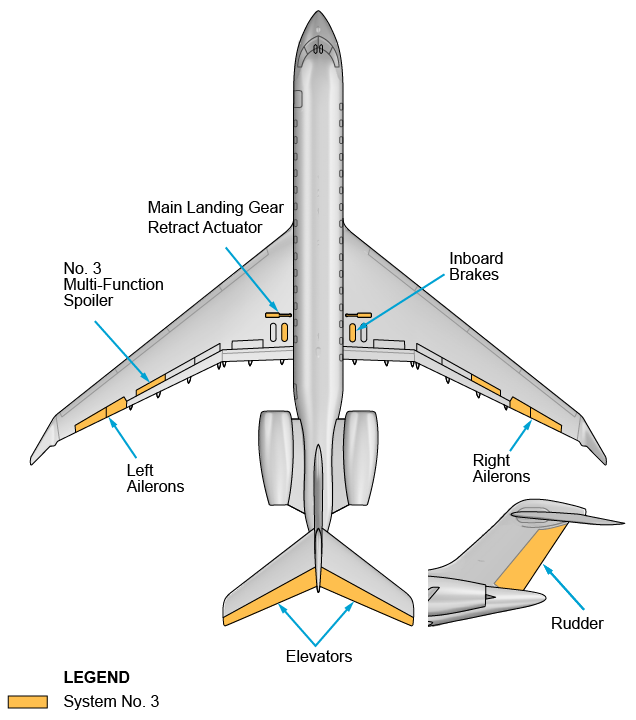 Main Landing Gear
Retract Actuator
No. 3
Multi-Function
Spoiler
Inboard
Brakes
Left
Ailerons
Right
Ailerons
Rudder
Elevators
LEGEND
System No. 3